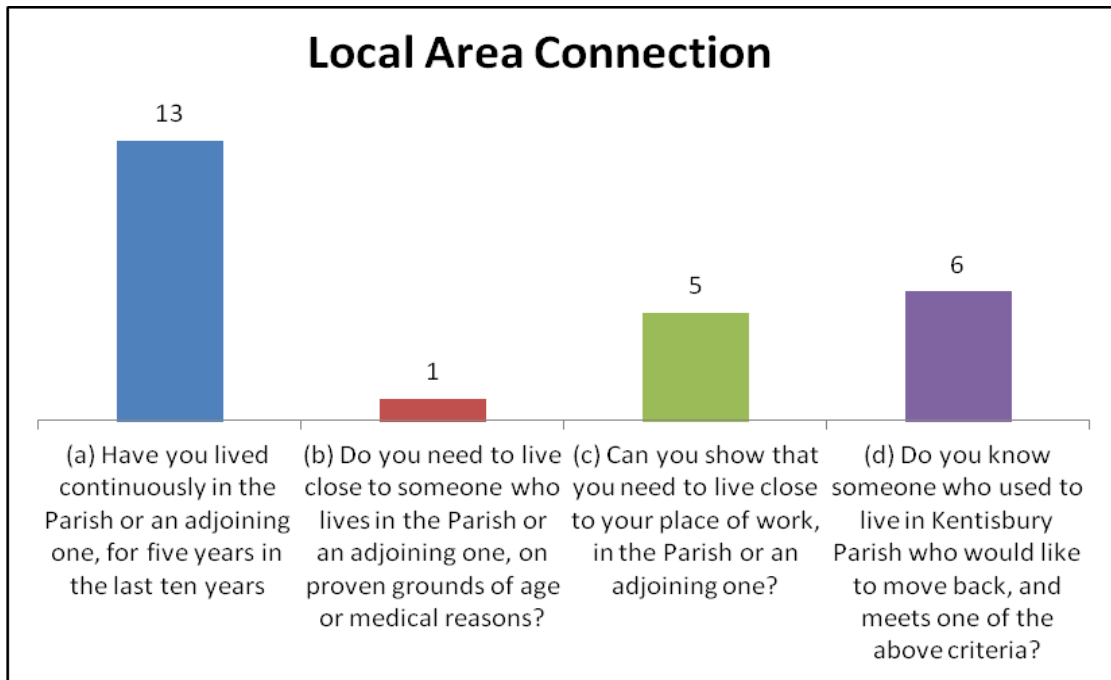 Local Area Connection
13
1
5
6
(a) Have you lived
continuously in the
Parish or an adjoining
one, for five years in
the last ten years
(b) Do you need to live
close to someone who
lives in the Parish or
an adjoining one, on
proven grounds of age
or medical reasons?
(c) Can you show that
you need to live close
to your place of work,
in the Parish or an
adjoining one?
(d) Do you know
someone who used to
live in Kentisbury
Parish who would like
to move back, and
meets one of the
above criteria?